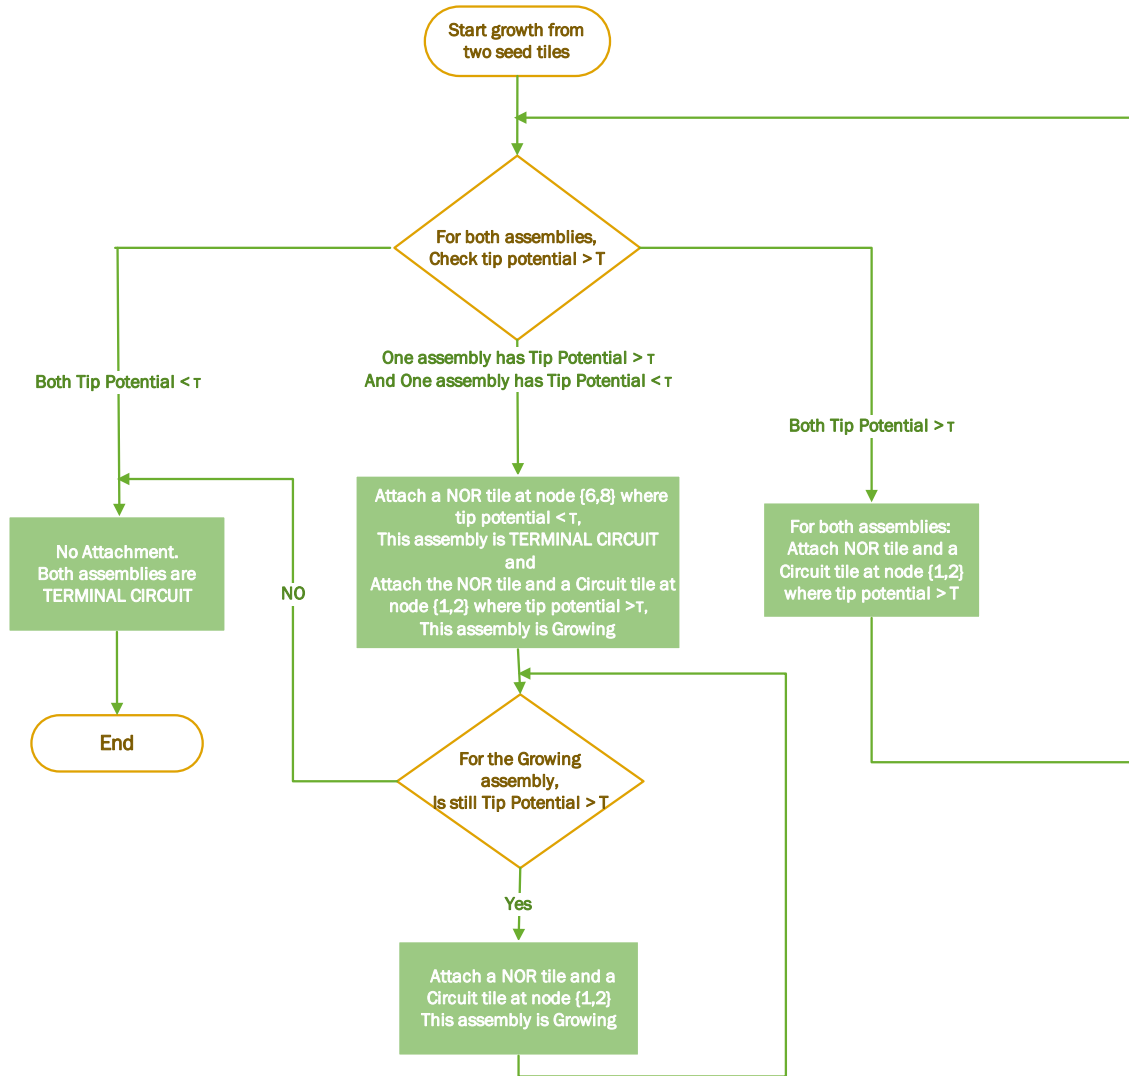 Start growth from
two seed tiles
For both assemblies,
Check tip potential > T
Both Tip Potential < τ
One assembly has Tip Potential > τ
And One assembly has Tip Potential < τ
Both Tip Potential > τ
No Attachment.
Both assemblies are
TERMINAL CIRCUIT
Attach a NOR tile at node {6,8} where
tip potential < τ,
This assembly is TERMINAL CIRCUIT
and
Attach the NOR tile and a Circuit tile at
node {1,2} where tip potential >τ,
This assembly is Growing
For both assemblies:
Attach NOR tile and a
Circuit tile at node {1,2}
where tip potential > T
NO
End
For the Growing
assembly,
Is still Tip Potential > T
Yes
Attach a NOR tile and a
Circuit tile at node {1,2}
This assembly is Growing